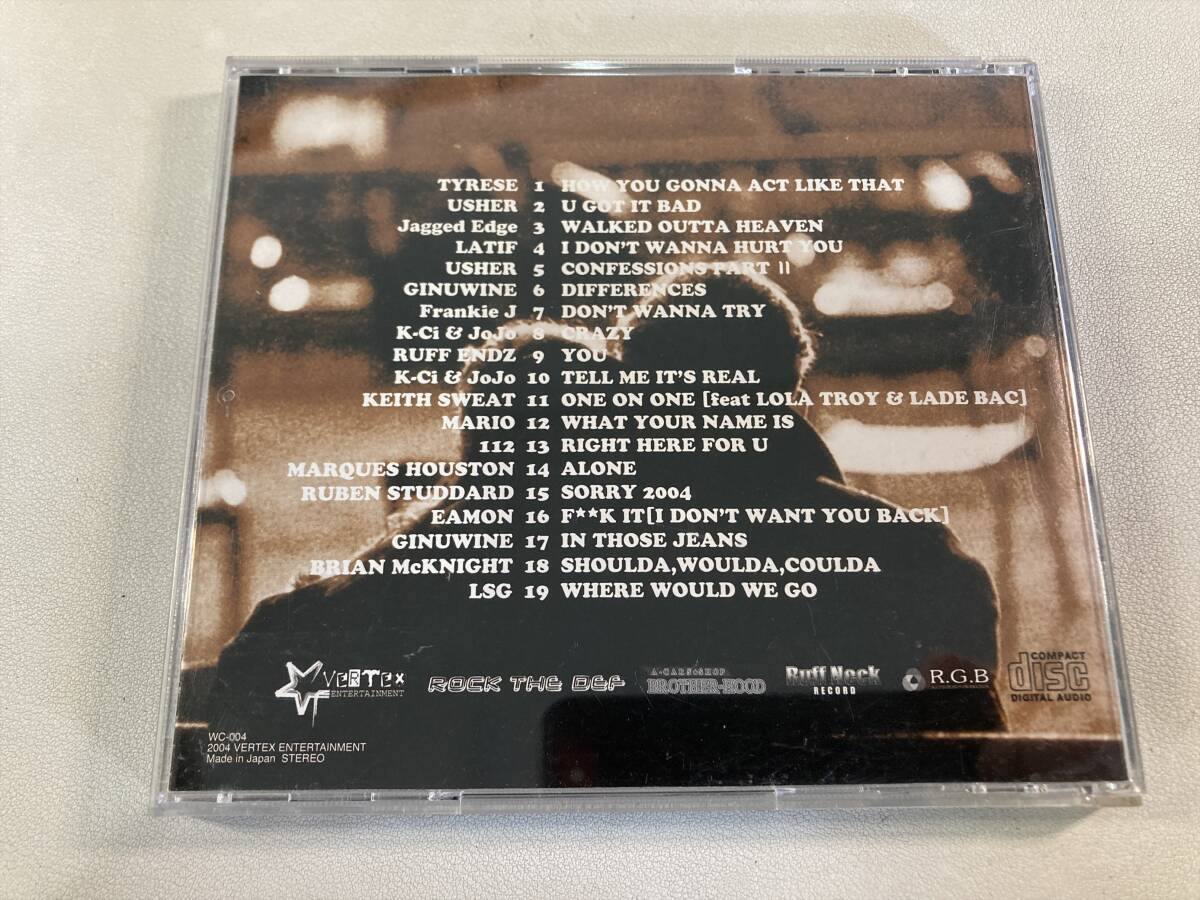 TYRESE 1 HOW YOU GONNA ACT LIKE THAT
USHER 2 U GOT IT BAD
Jagged Edge 3 WALKED OUTTA HEAVEN
LATIF 4 I DON'T WANNA HURT YOU
USHER 5 CONFESSIONS PART II
GINUWINE 6 DIFFERENCES
Frankie J 7 DON'T WANNA TRY
K-Ci & JoJo 8 CRAZY
RUFF ENDZ 9 YOU
K-Ci & JoJo 10 TELL ME IT'S REAL
KEITH SWEAT 11 ONE ON ONE [feat LOLA TROY & LADE BAC]
MARIO 12 WHAT YOUR NAME IS
112 13 RIGHT HERE FOR U
MARQUES HOUSTON 14 ALONE
RUBEN STUDDARD 15 SORRY 2004
EAMON 16 F**K IT[I DON'T WANT YOU BACK]
GINUWINE 17 IN THOSE JEANS
BRIAN McKNIGHT 18 SHOULDA,WOULDA,COULDA
LSG 19 WHERE WOULD WE GO
VERTEX
ENTERTAINMENT
ROCK THE DEF
A-CARS★SHOP
BROTHER-HOOD
Ruff Neck
RECORD
R.G.B
COMPACT
disc
DIGITAL AUDIO
WC-004
2004 VERTEX ENTERTAINMENT
Made in Japan STEREO